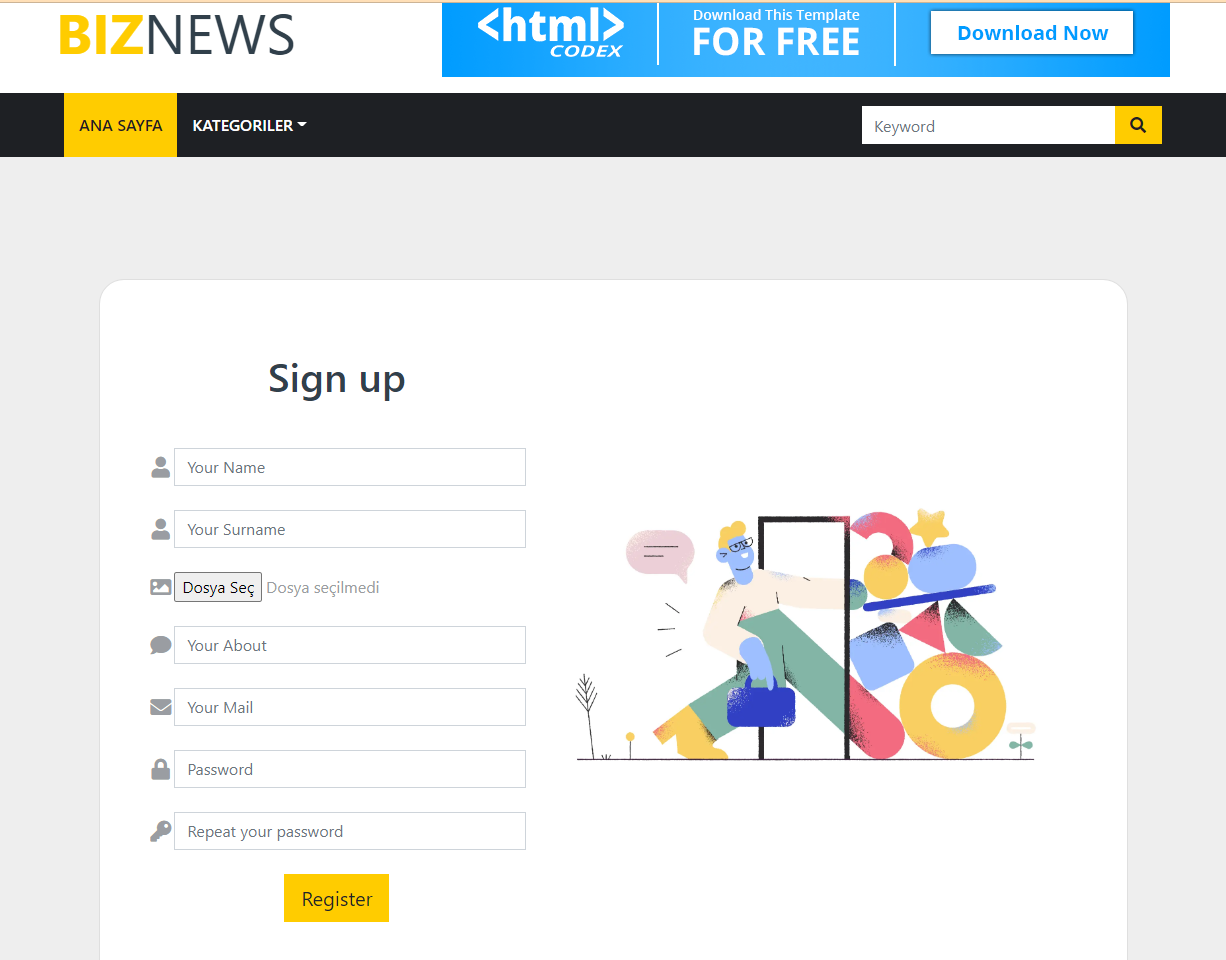 BIZNEWS
<html>
CODEX
Download This Template
FOR FREE
Download Now
ANA SAYFA
KATEGORILER
Keyword
Sign up
Your Name
Your Surname
Dosya Seç Dosya seçilmedi
Your About
Your Mail
Password
Repeat your password
Register